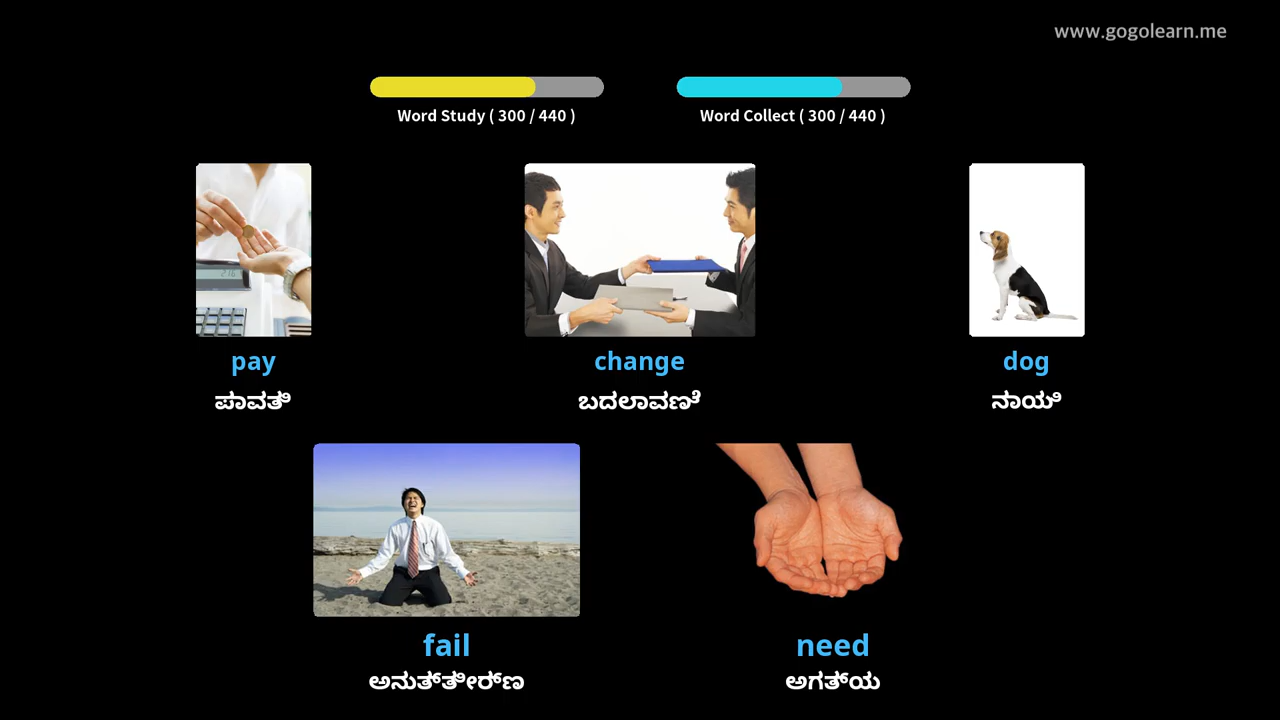 www.gogolearn.me
Word Study ( 300 / 440 )
Word Collect ( 300 / 440 )
pay
change
dog
ಪಾವತಿ
ಬದಲಾವಣೆ
ನಾಯಿ
fail
need
ಅನುತ್ತೀರ್ಣ
ಅಗತ್ಯ